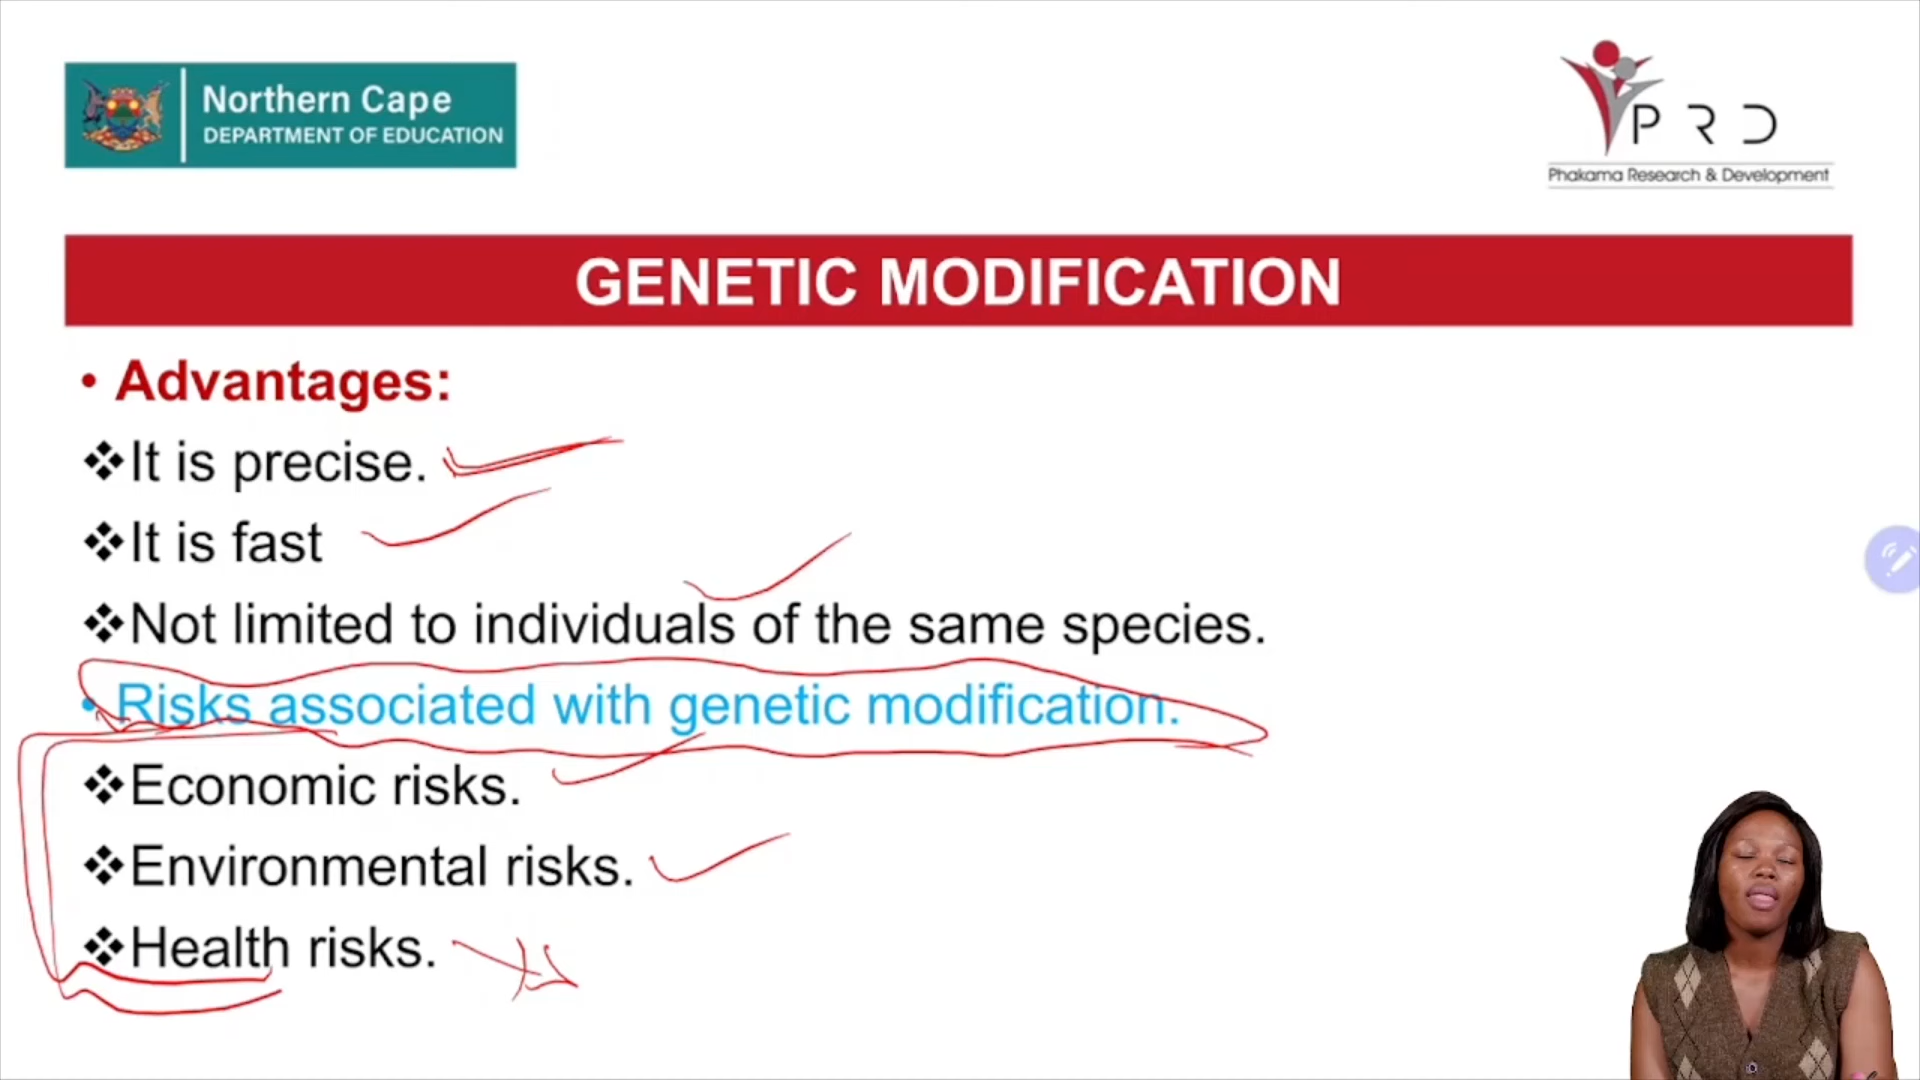 Northern Cape
DEPARTMENT OF EDUCATION
PRD
Phakama Research & Development
GENETIC MODIFICATION
• Advantages:
❖It is precise.
❖It is fast
❖Not limited to individuals of the same species.
• Risks associated with genetic modification.
❖Economic risks.
❖Environmental risks.
❖Health risks.